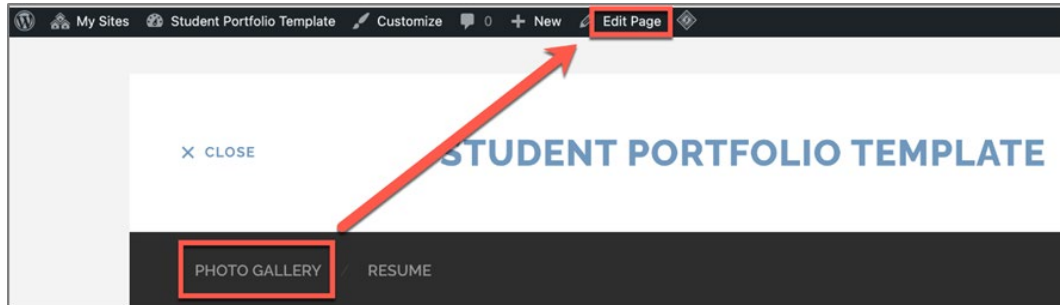 My Sites Student Portfolio Template Customize 0 + New Edit Page
× CLOSE STUDENT PORTFOLIO TEMPLATE
PHOTO GALLERY / RESUME